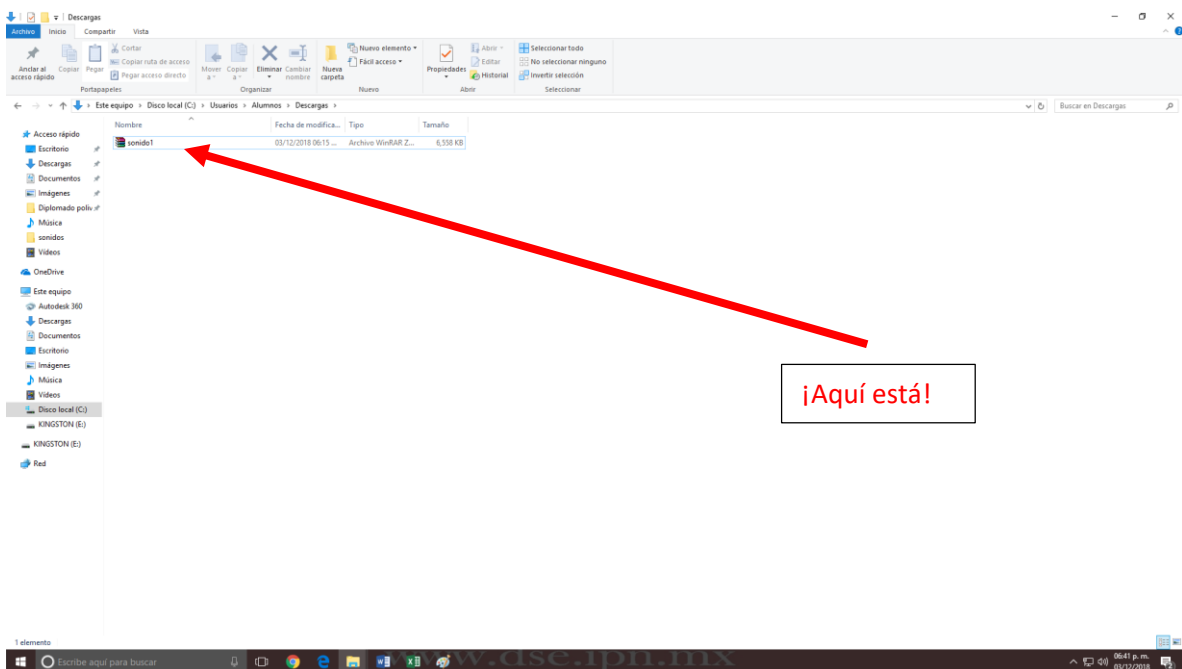 Descargas
Archivo Inicio Compartir Vista
Anclar al acceso rápido
Copiar
Pegar
Cortar
Copiar ruta de acceso
Pegar acceso directo
Mover a
Copiar a
Eliminar
Cambiar nombre
Nueva carpeta
Nuevo elemento
Fácil acceso
Propiedades
Abrir
Editar
Historial
Seleccionar todo
No seleccionar ninguno
Invertir selección
Portapapeles Organizar Nuevo Abrir Seleccionar
Este equipo > Disco local (C:) > Usuarios > Alumnos > Descargas > Buscar en Descargas
Nombre Fecha de modifica... Tipo Tamaño
sonido1 03/12/2018 06:15 ... Archivo WinRAR Z... 6,558 KB
Acceso rápido
Escritorio
Descargas
Documentos
Imágenes
Diplomado poliv
Música
sonidos
Vídeos
OneDrive
Este equipo
Autodesk 360
Descargas
Documentos
Escritorio
Imágenes
Música
Vídeos
Disco local (C:)
KINGSTON (E:)
KINGSTON (E:)
Red
¡Aquí está!
1 elemento
Escribe aquí para buscar
www.dse.ipn.mx
06:41 p. m.
03/12/2018